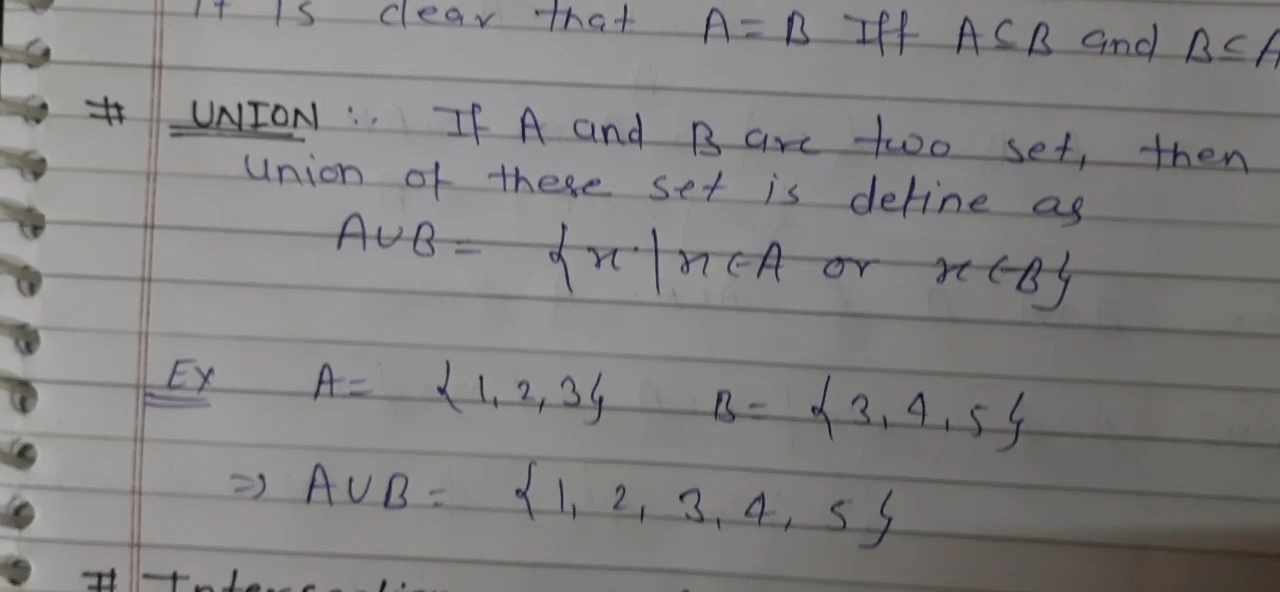 It is clear that A=B Iff A⊆B and B⊆A
# UNION :. If A and B are two set, then
Union of these set is define as
A∪B = {x | x∈A or x∈B}
Ex A= {1, 2, 3} B= {3, 4, 5}
⇒ A∪B = {1, 2, 3, 4, 5}
# Intersection